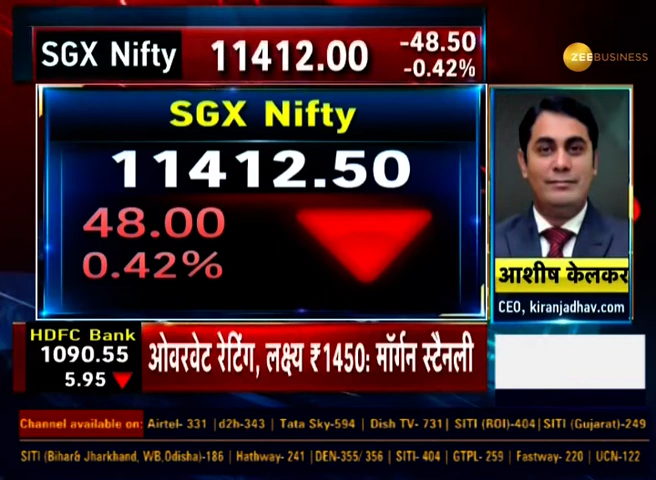 SGX Nifty 11412.00 -48.50
-0.42%
ZEEBUSINESS
SGX Nifty
11412.50
48.00
0.42%
आशीष केलकर
CEO, kiranjadhav.com
HDFC Bank
1090.55
5.95
ओवरवेट रेटिंग, लक्ष्य ₹1450: मॉर्गन स्टैनली
Channel available on: Airtel- 331 | d2h-343 | Tata Sky-594 | Dish TV- 731 | SITI (ROI)-404 | SITI (Gujarat)-249
SITI (Bihar& Jharkhand, WB,Odisha)-186 | Hathway- 241 |DEN-355/ 356 | SITI- 404 | GTPL- 259 | Fastway- 220 | UCN-122